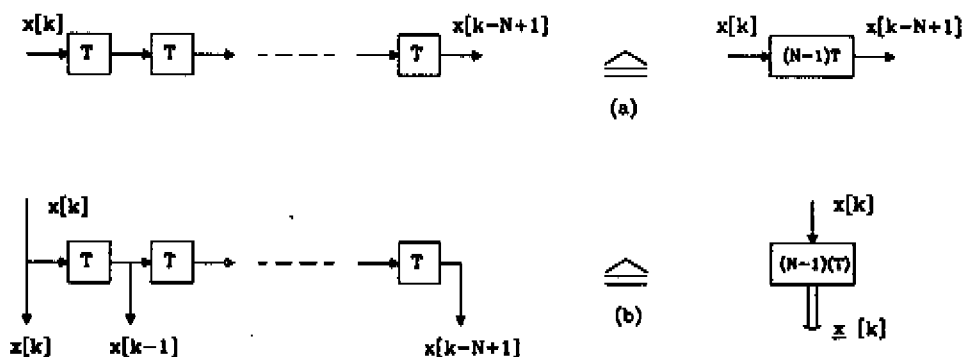 x[k] T T T x[k-N+1] x[k] (N-1)T x[k-N+1]
(a)
x[k] x[k]
T T T (N-1)(T)
(b)
x[k] x[k-1] x[k-N+1] x [k]